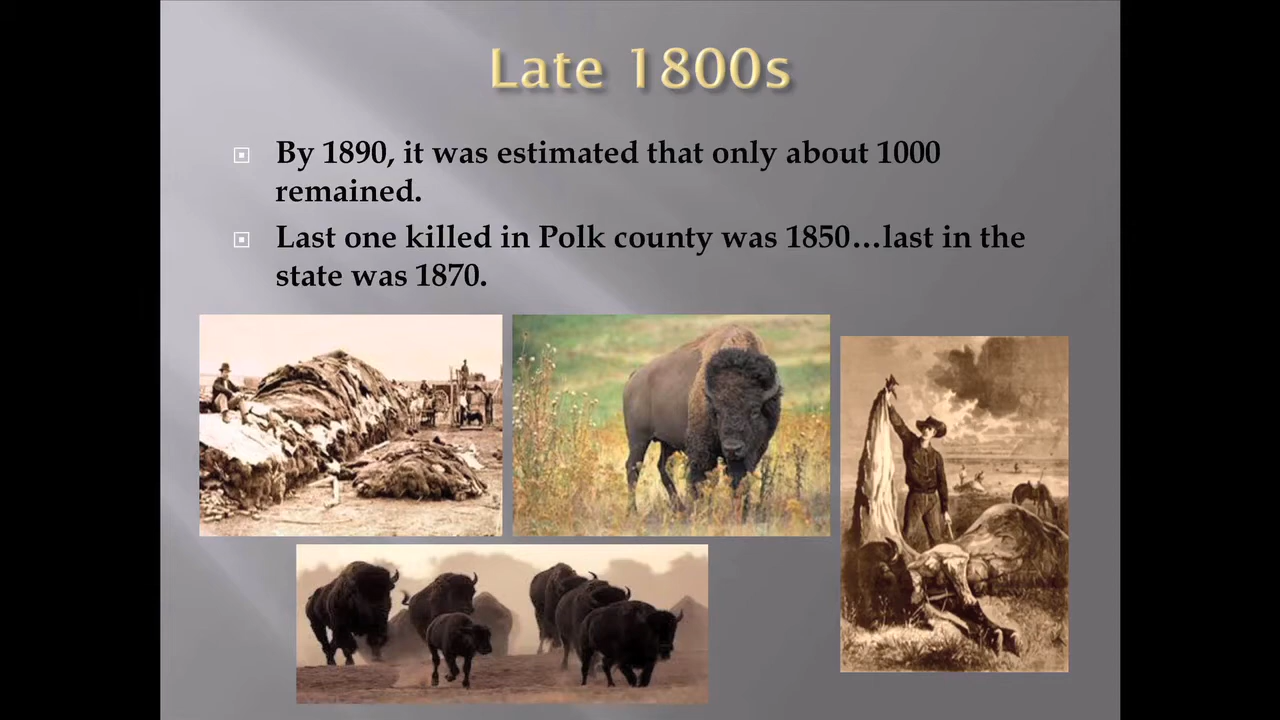 Late 1800s
By 1890, it was estimated that only about 1000
remained.
Last one killed in Polk county was 1850…last in the
state was 1870.